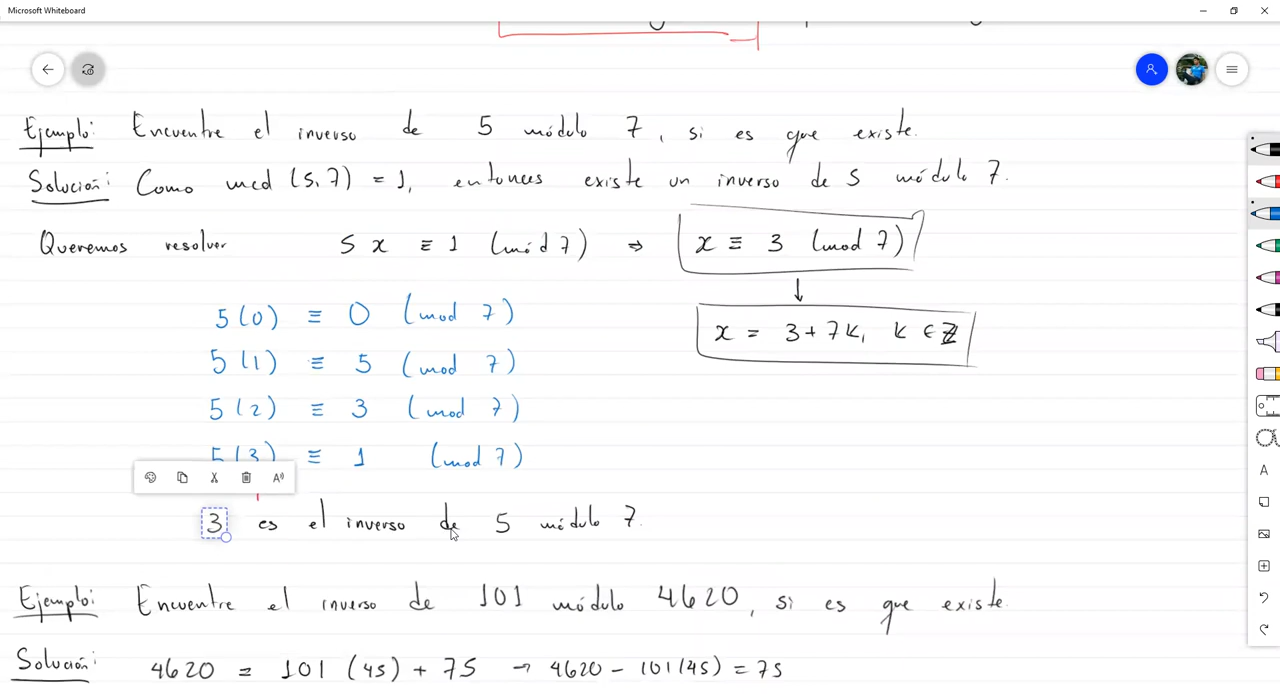 Microsoft Whiteboard
Ejemplo: Encuentre el inverso de 5 módulo 7, si es que existe.
Solución: Como mcd (5,7) = 1, entonces existe un inverso de 5 módulo 7.
Queremos resolver 5x ≡ 1 (mód 7) ⇒ x ≡ 3 (mod 7)
↓
5(0) ≡ 0 (mod 7)
x = 3+7k, k ∈ ℤ
5(1) ≡ 5 (mod 7)
5(2) ≡ 3 (mod 7)
5(3) ≡ 1 (mod 7)
3 es el inverso de 5 módulo 7.
Ejemplo: Encuentre el inverso de 101 módulo 4620, si es que existe.
Solución: 4620 = 101 (45) + 75 → 4620 - 101(45) = 75